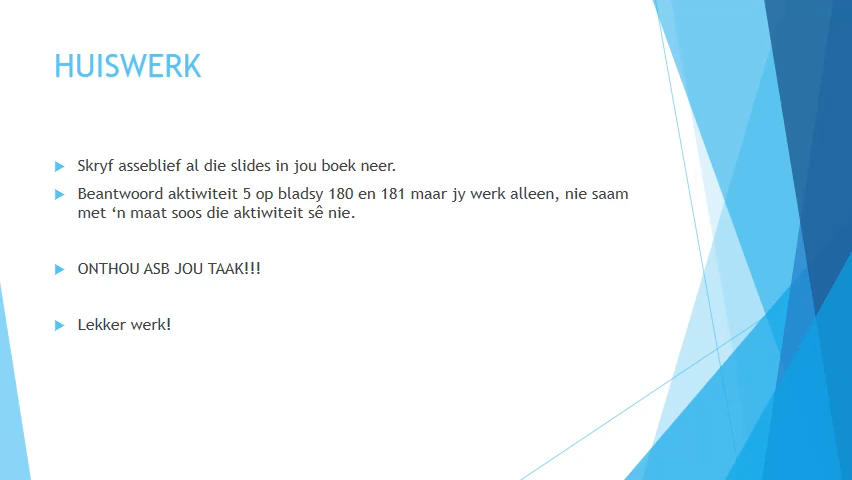 HUISWERK
Skryf asseblief al die slides in jou boek neer.
Beantwoord aktiwiteit 5 op bladsy 180 en 181 maar jy werk alleen, nie saam
met ‘n maat soos die aktiwiteit sê nie.
ONTHOU ASB JOU TAAK!!!
Lekker werk!